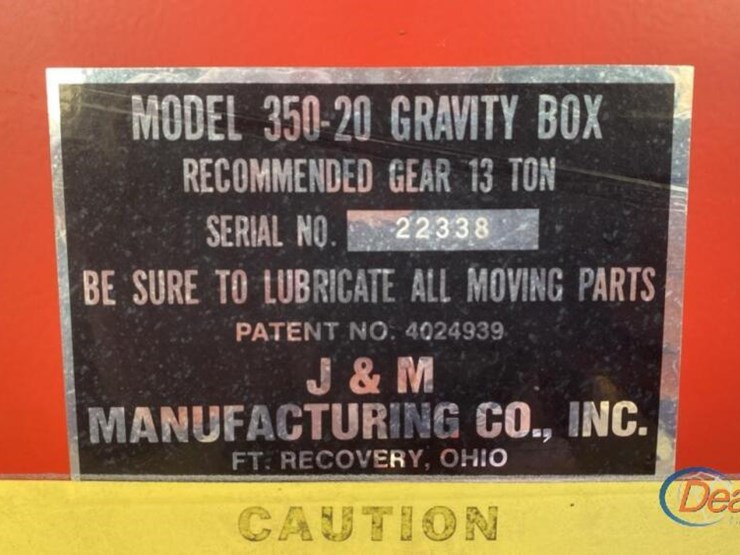 MODEL 350-20 GRAVITY BOX
RECOMMENDED GEAR 13 TON
SERIAL NO. 22338
BE SURE TO LUBRICATE ALL MOVING PARTS
PATENT NO. 4024939
J & M
MANUFACTURING CO., INC.
FT. RECOVERY, OHIO
CAUTION